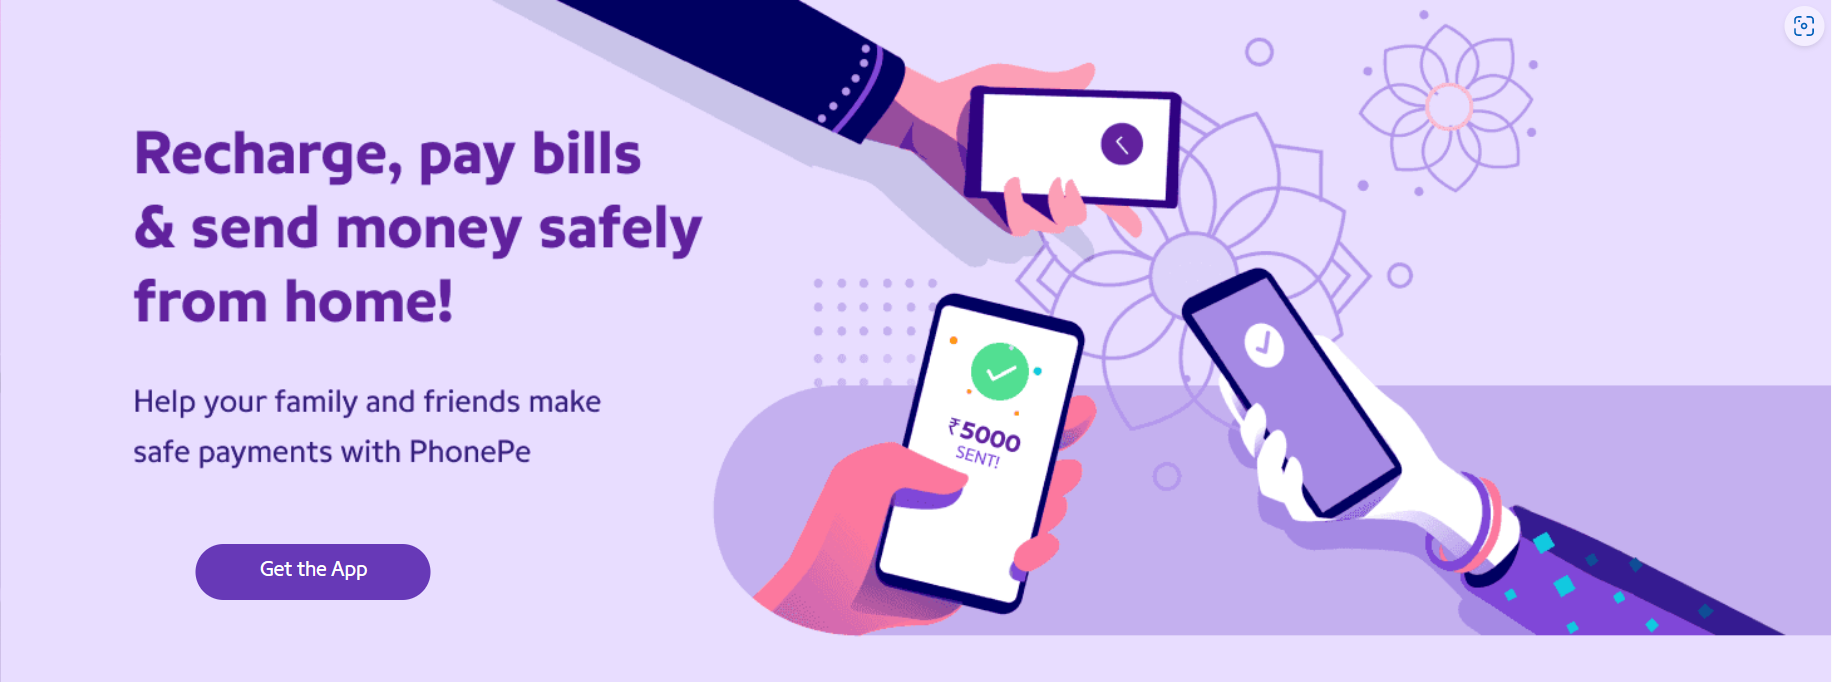 Recharge, pay bills
& send money safely
from home!
Help your family and friends make
safe payments with PhonePe
Get the App
₹5000
SENT!